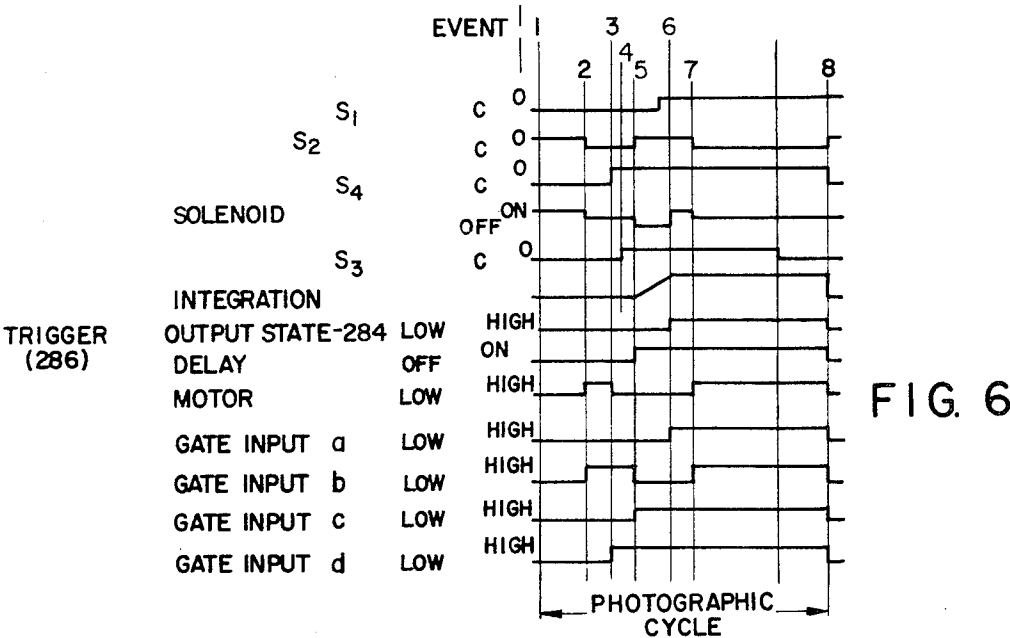 EVENT 1 3 6
4
2 5 7 8
S1 C O
S2 C O
S4 C O
SOLENOID ON
OFF
S3 C O
INTEGRATION
TRIGGER (286) OUTPUT STATE-284 LOW HIGH
DELAY OFF ON
MOTOR LOW HIGH
FIG. 6
GATE INPUT a LOW HIGH
GATE INPUT b LOW HIGH
GATE INPUT c LOW HIGH
GATE INPUT d LOW HIGH
PHOTOGRAPHIC
CYCLE